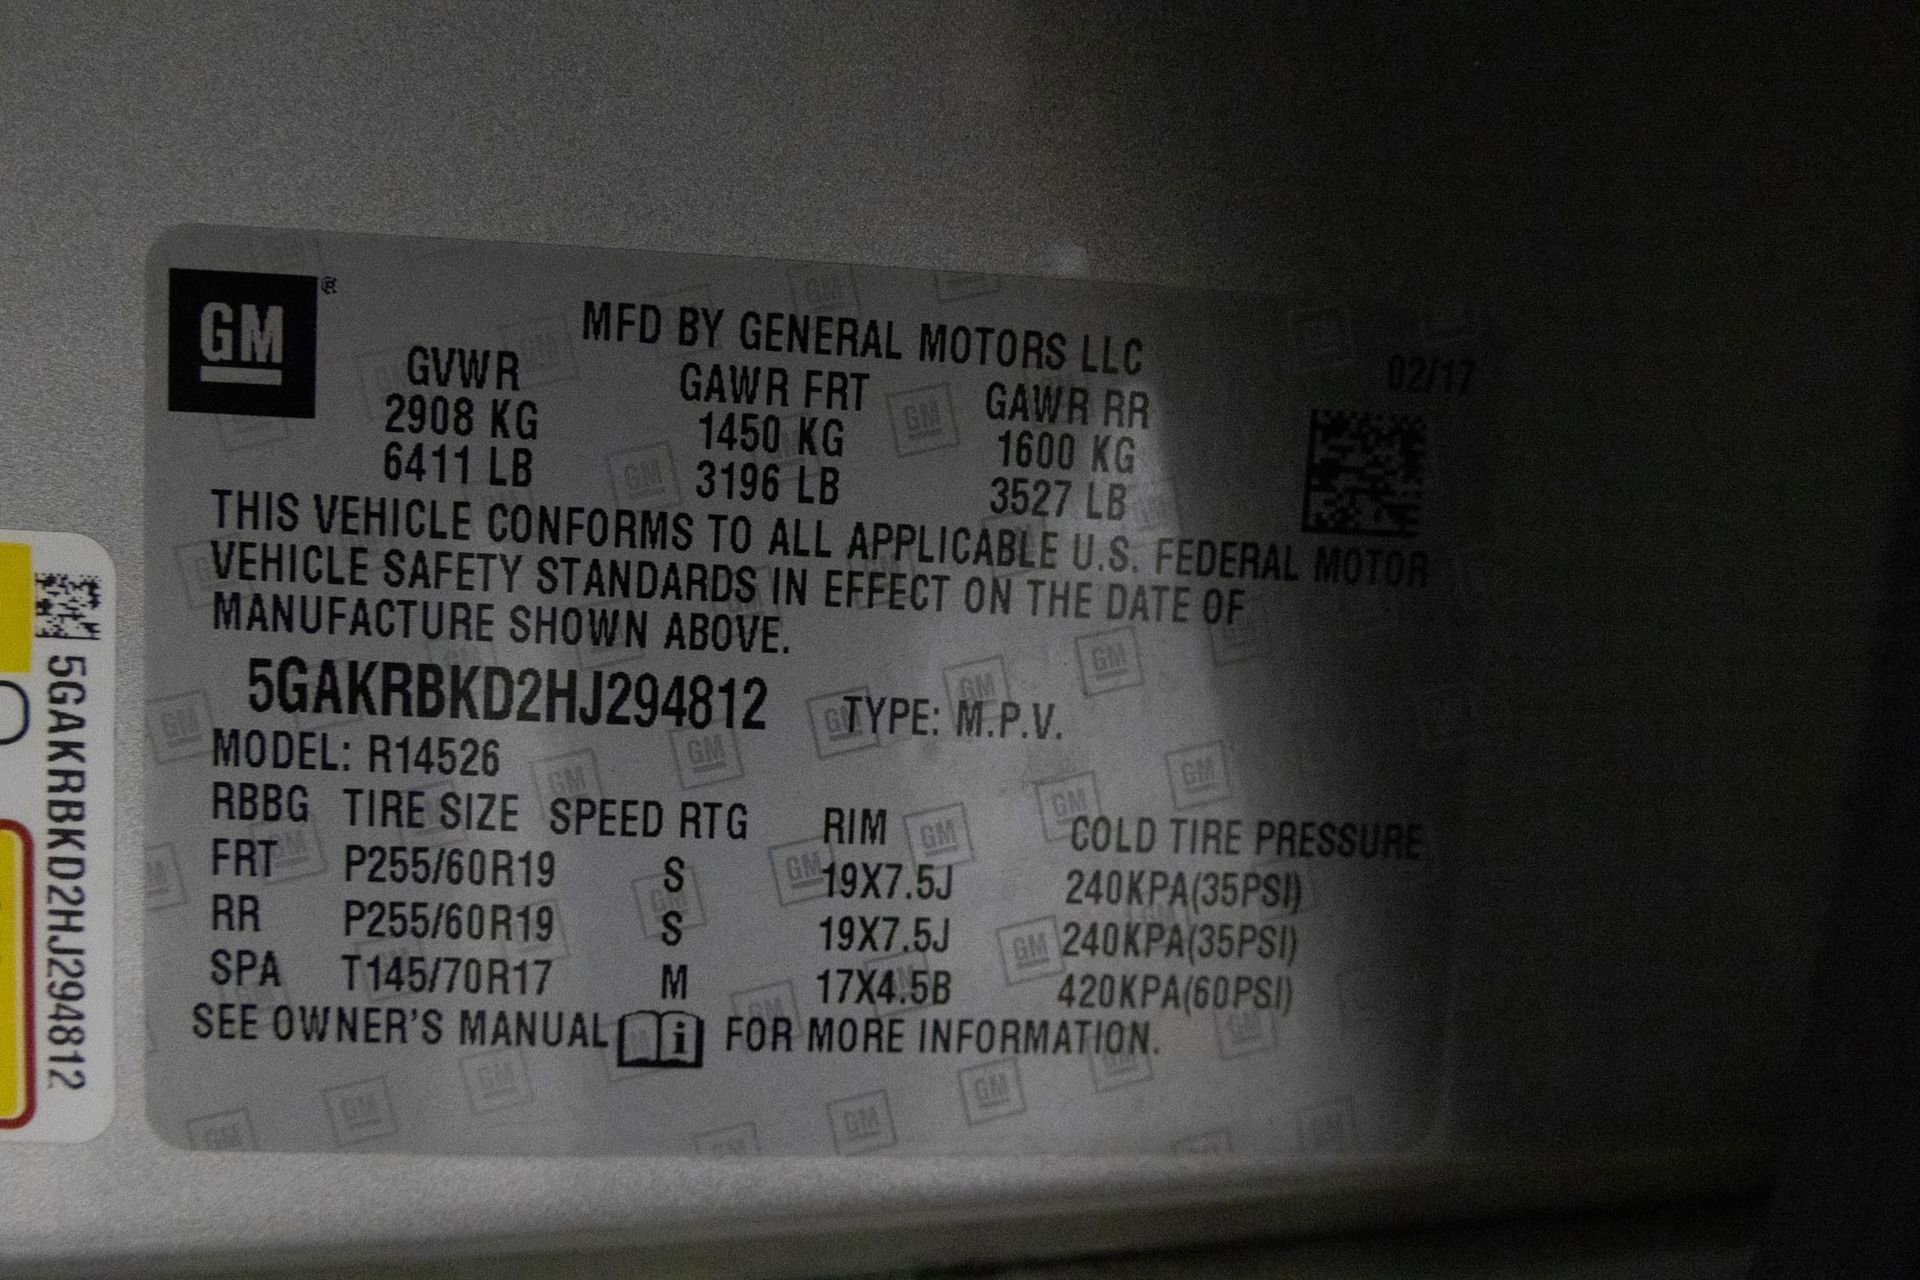 GM
MFD BY GENERAL MOTORS LLC
02/17
GVWR GAWR FRT GAWR RR
2908 KG 1450 KG 1600 KG
6411 LB 3196 LB 3527 LB
THIS VEHICLE CONFORMS TO ALL APPLICABLE U.S. FEDERAL MOTOR
VEHICLE SAFETY STANDARDS IN EFFECT ON THE DATE OF
MANUFACTURE SHOWN ABOVE.
5GAKRBKD2HJ294812 TYPE: M.P.V.
MODEL: R14526
RBBG TIRE SIZE SPEED RTG RIM COLD TIRE PRESSURE
FRT P255/60R19 S 19X7.5J 240KPA(35PSI)
RR P255/60R19 S 19X7.5J 240KPA(35PSI)
SPA T145/70R17 M 17X4.5B 420KPA(60PSI)
SEE OWNER'S MANUAL i FOR MORE INFORMATION.
5GAKRBKD2HJ294812